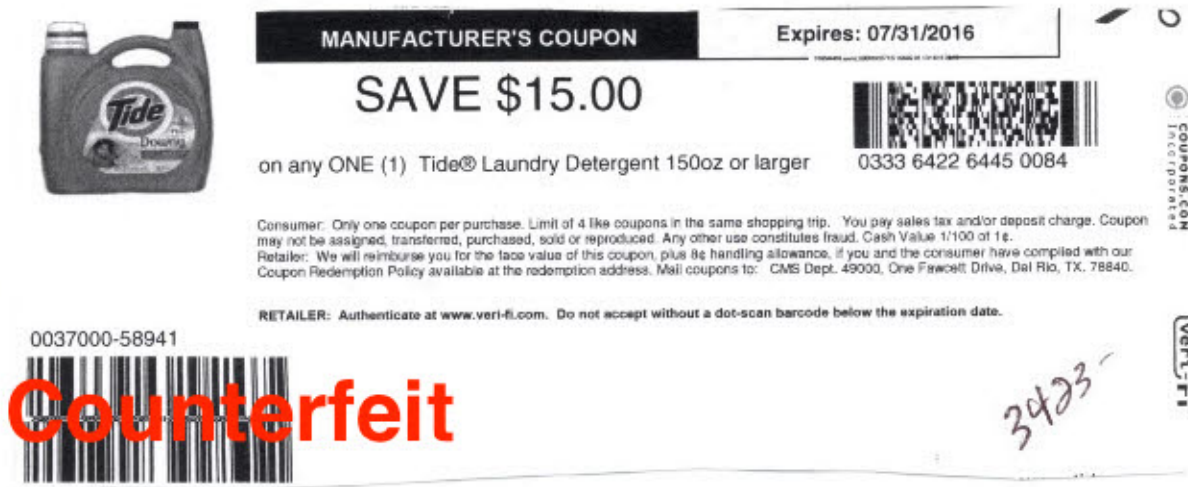 MANUFACTURER'S COUPON
Expires: 07/31/2016
SAVE $15.00
on any ONE (1) Tide® Laundry Detergent 150oz or larger
0333 6422 6445 0084
Tide
Downy
COUPONS.COM
Incorporated
Consumer: Only one coupon per purchase. Limit of 4 like coupons in the same shopping trip. You pay sales tax and/or deposit charge. Coupon
may not be assigned, transferred, purchased, sold or reproduced. Any other use constitutes fraud. Cash Value 1/100 of 1¢.
Retailer: We will reimburse you for the face value of this coupon, plus 8¢ handling allowance, if you and the consumer have complied with our
Coupon Redemption Policy available at the redemption address. Mail coupons to: CMS Dept. 49000, One Fawcett Drive, Del Rio, TX. 78840.
RETAILER: Authenticate at www.veri-fi.com. Do not accept without a dot-scan barcode below the expiration date.
0037000-58941
Counterfeit
3423-
veri-fi